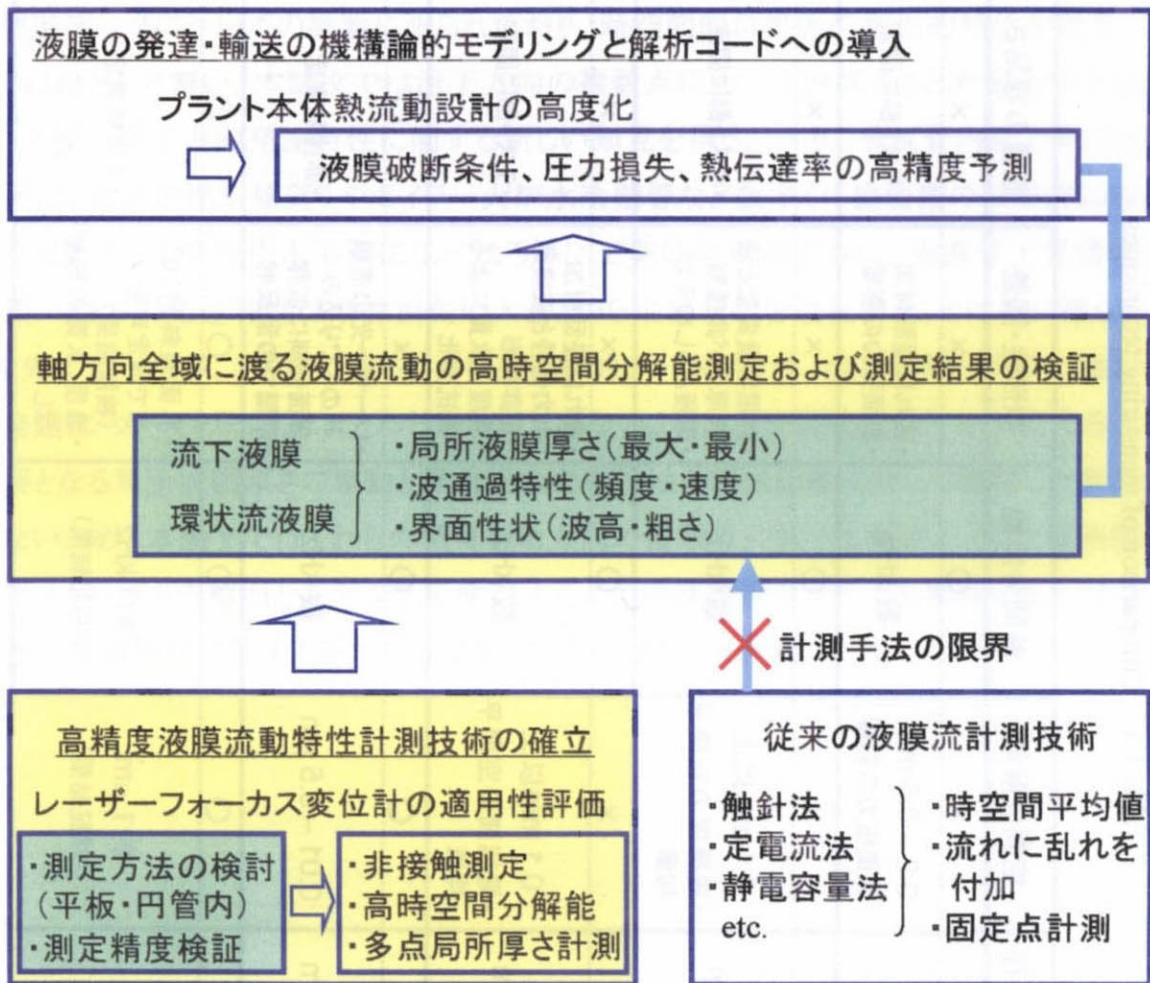 液膜の発達・輸送の機構論的モデリングと解析コードへの導入
プラント本体熱流動設計の高度化
液膜破断条件、圧力損失、熱伝達率の高精度予測
軸方向全域に渡る液膜流動の高時空間分解能測定および測定結果の検証
流下液膜
環状流液膜
・局所液膜厚さ(最大・最小)
・波通過特性(頻度・速度)
・界面性状(波高・粗さ)
計測手法の限界
高精度液膜流動特性計測技術の確立
レーザーフォーカス変位計の適用性評価
・測定方法の検討
(平板・円管内)
・測定精度検証
・非接触測定
・高時空間分解能
・多点局所厚さ計測
従来の液膜流計測技術
・触針法
・定電流法
・静電容量法
etc.
・時空間平均値
・流れに乱れを
付加
・固定点計測